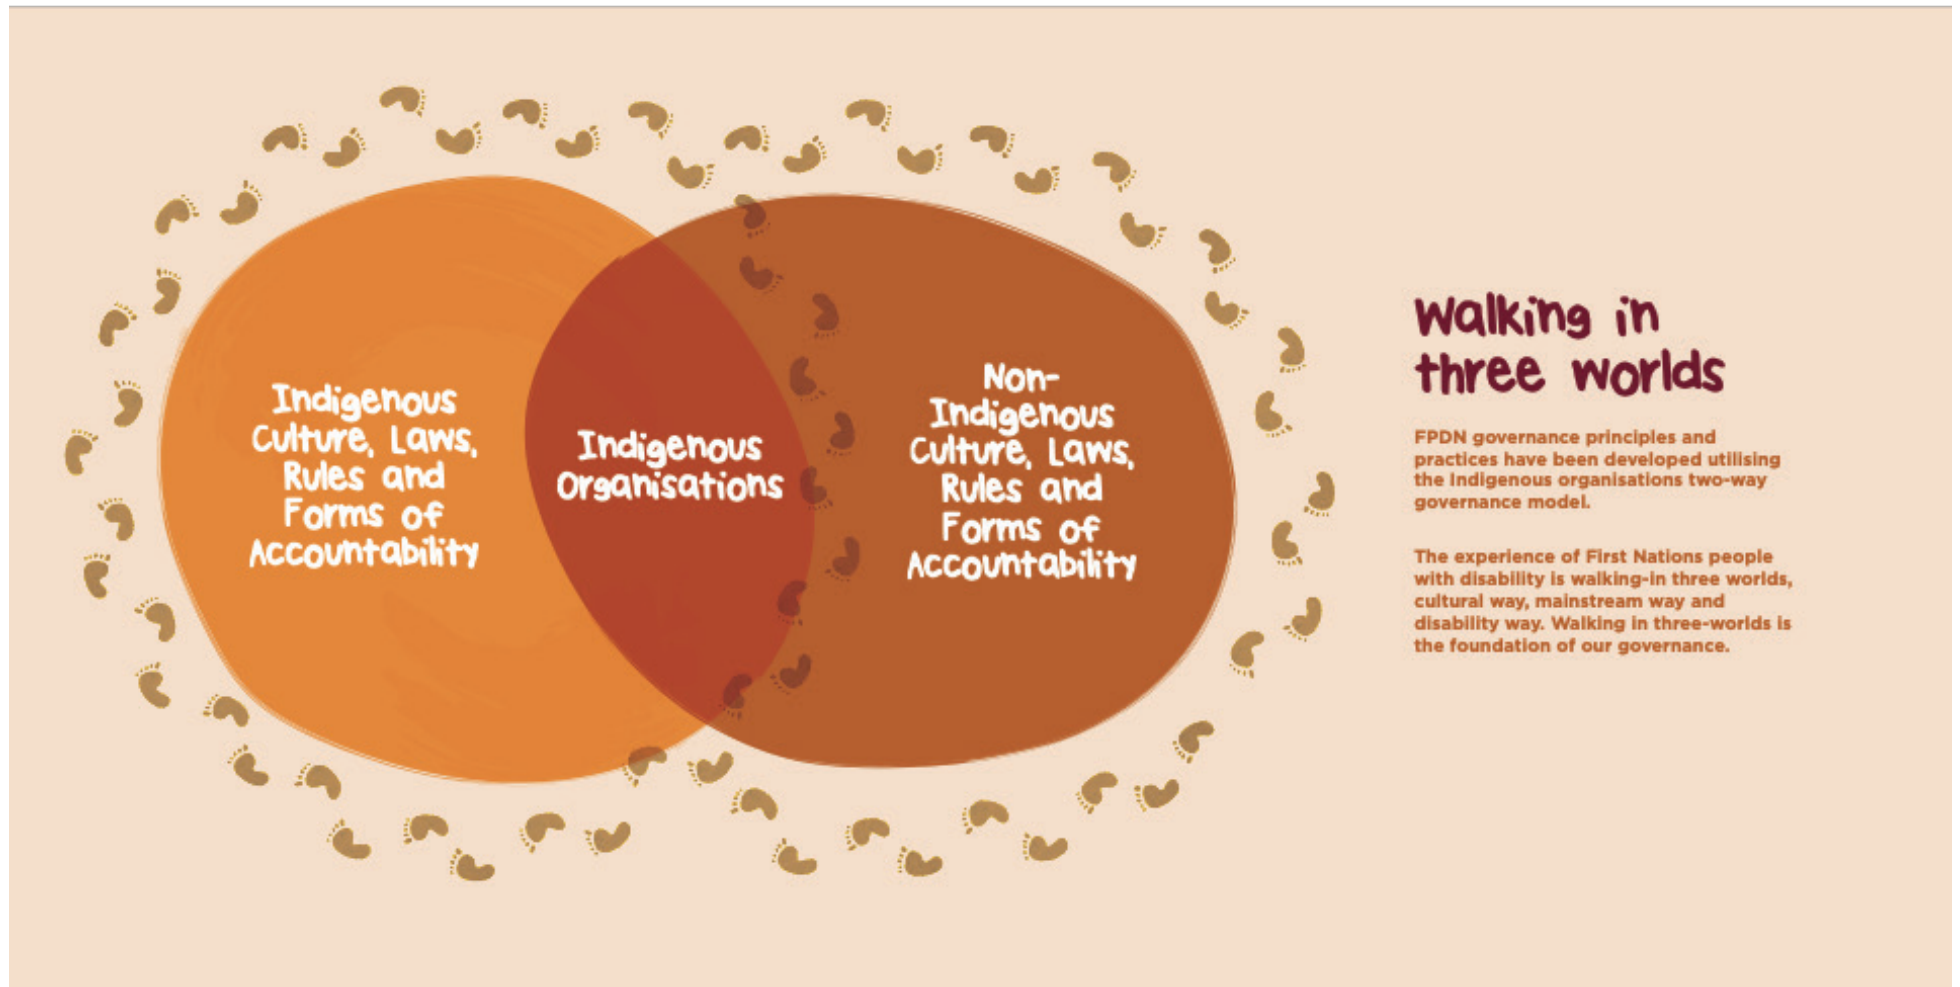 Indigenous
Culture, Laws,
Rules and
Forms of
Accountability
Indigenous
Organisations
Non-
Indigenous
Culture, Laws,
Rules and
Forms of
Accountability
Walking in
three worlds
FPDN governance principles and
practices have been developed utilising
the Indigenous organisations two-way
governance model.
The experience of First Nations people
with disability is walking-in three worlds,
cultural way, mainstream way and
disability way. Walking in three-worlds is
the foundation of our governance.